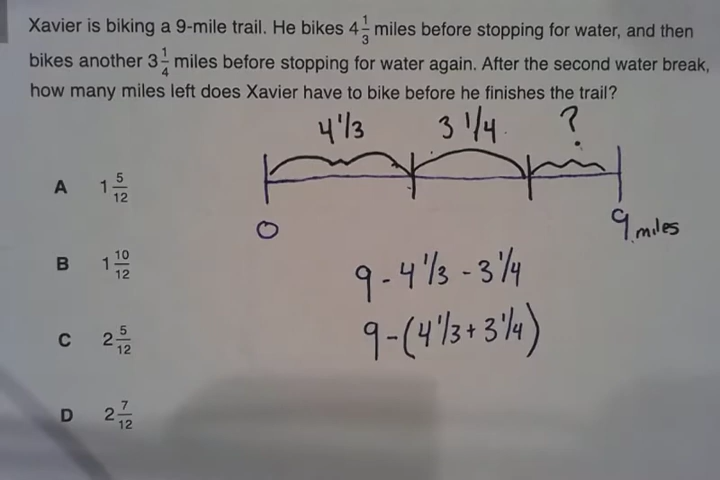 Xavier is biking a 9-mile trail. He bikes 4 1/3 miles before stopping for water, and then
bikes another 3 1/4 miles before stopping for water again. After the second water break,
how many miles left does Xavier have to bike before he finishes the trail?
4 1/3 3 1/4 ?
0 9 miles
A 1 5/12
B 1 10/12
C 2 5/12
D 2 7/12
9 - 4 1/3 - 3 1/4
9 - (4 1/3 + 3 1/4)